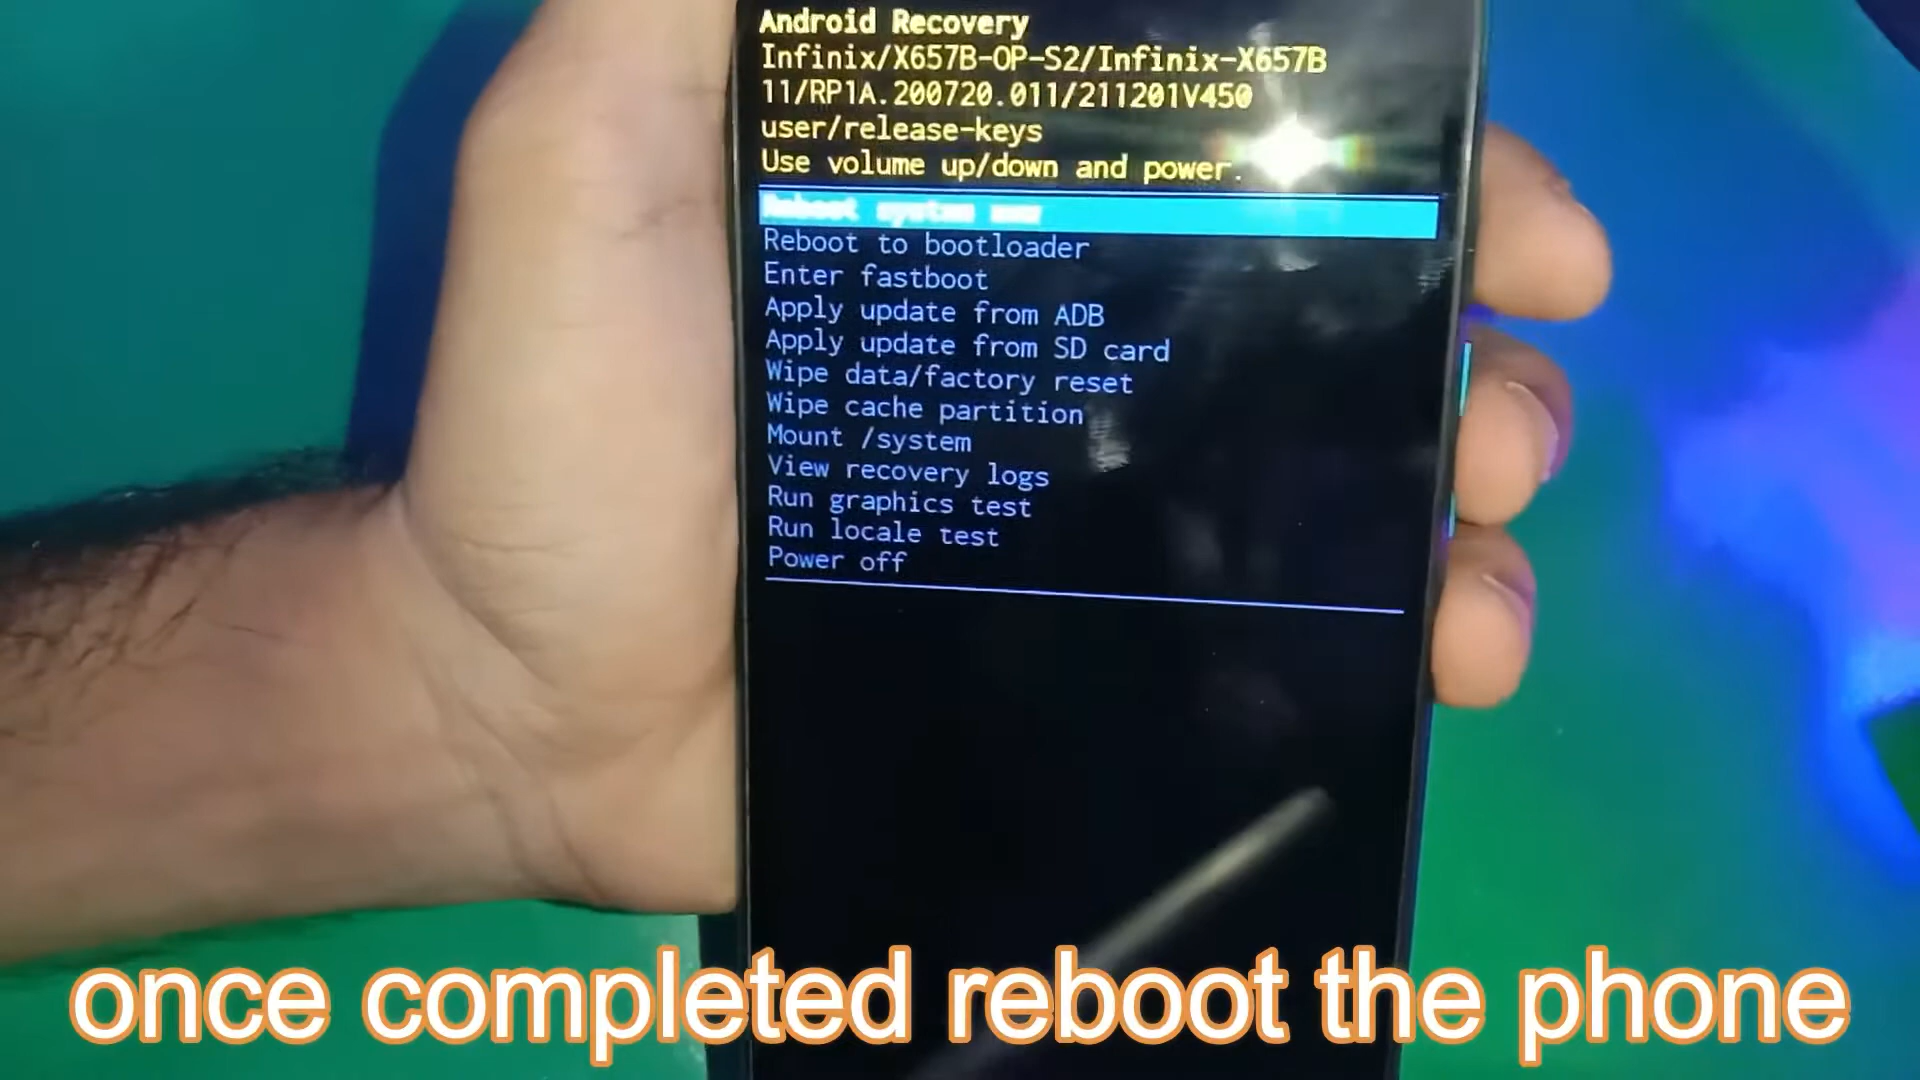 Android Recovery
Infinix/X657B-OP-S2/Infinix-X657B
11/RP1A.200720.011/211201V450
user/release-keys
Use volume up/down and power.
Reboot system now
Reboot to bootloader
Enter fastboot
Apply update from ADB
Apply update from SD card
Wipe data/factory reset
Wipe cache partition
Mount /system
View recovery logs
Run graphics test
Run locale test
Power off
once completed reboot the phone